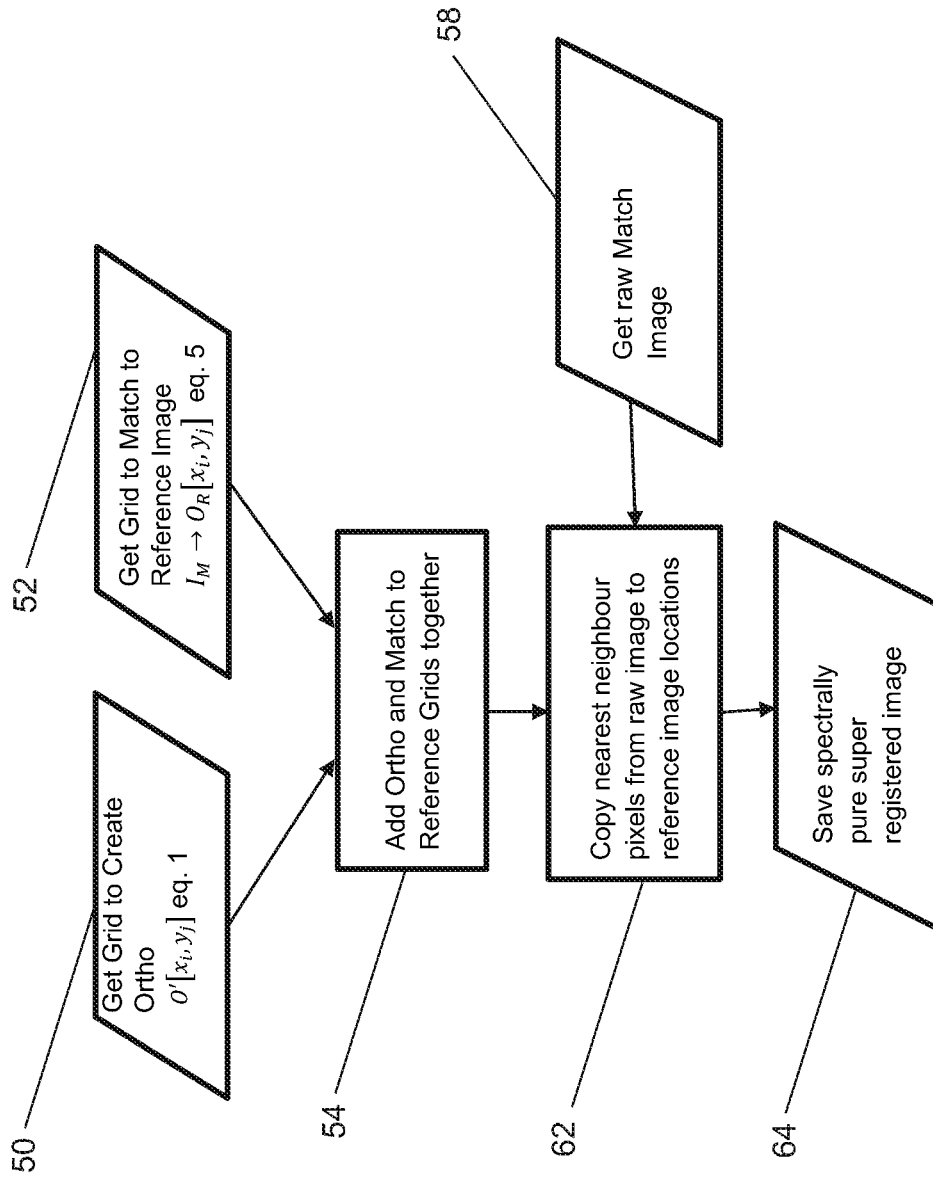 50
Get Grid to Create
Ortho
O'[x_i, y_j] eq. 1
52
Get Grid to Match to
Reference Image
I_M → O_R[x_i, y_j] eq. 5
54
Add Ortho and Match to
Reference Grids together
58
Get raw Match
Image
62
Copy nearest neighbour
pixels from raw image to
reference image locations
64
Save spectrally
pure super
registered image